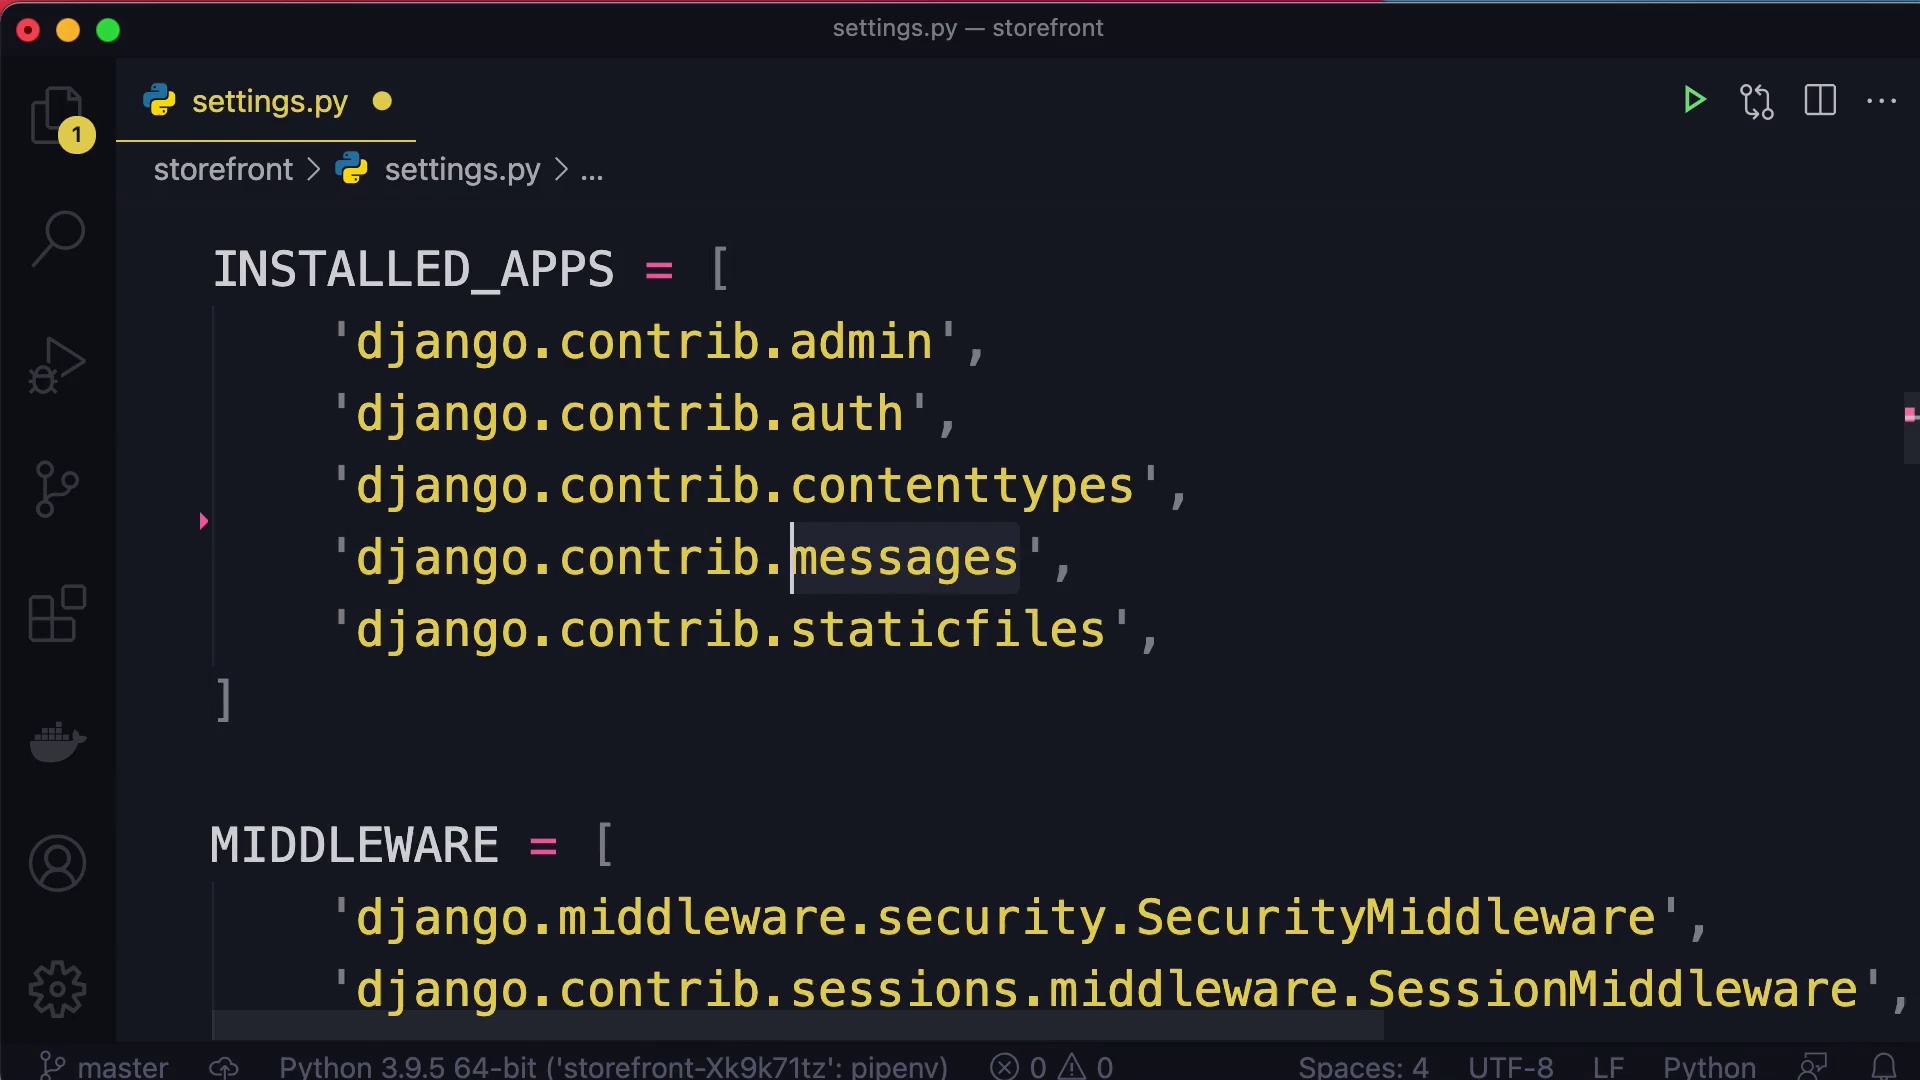 settings.py — storefront
settings.py
1
storefront > settings.py > ...
INSTALLED_APPS = [
    'django.contrib.admin',
    'django.contrib.auth',
    'django.contrib.contenttypes',
    'django.contrib.messages',
    'django.contrib.staticfiles',
]
MIDDLEWARE = [
    'django.middleware.security.SecurityMiddleware',
    'django.contrib.sessions.middleware.SessionMiddleware',
master Python 3.9.5 64-bit ('storefront-Xk9k71tz': pipenv) 0 0 Spaces: 4 UTF-8 LF Python